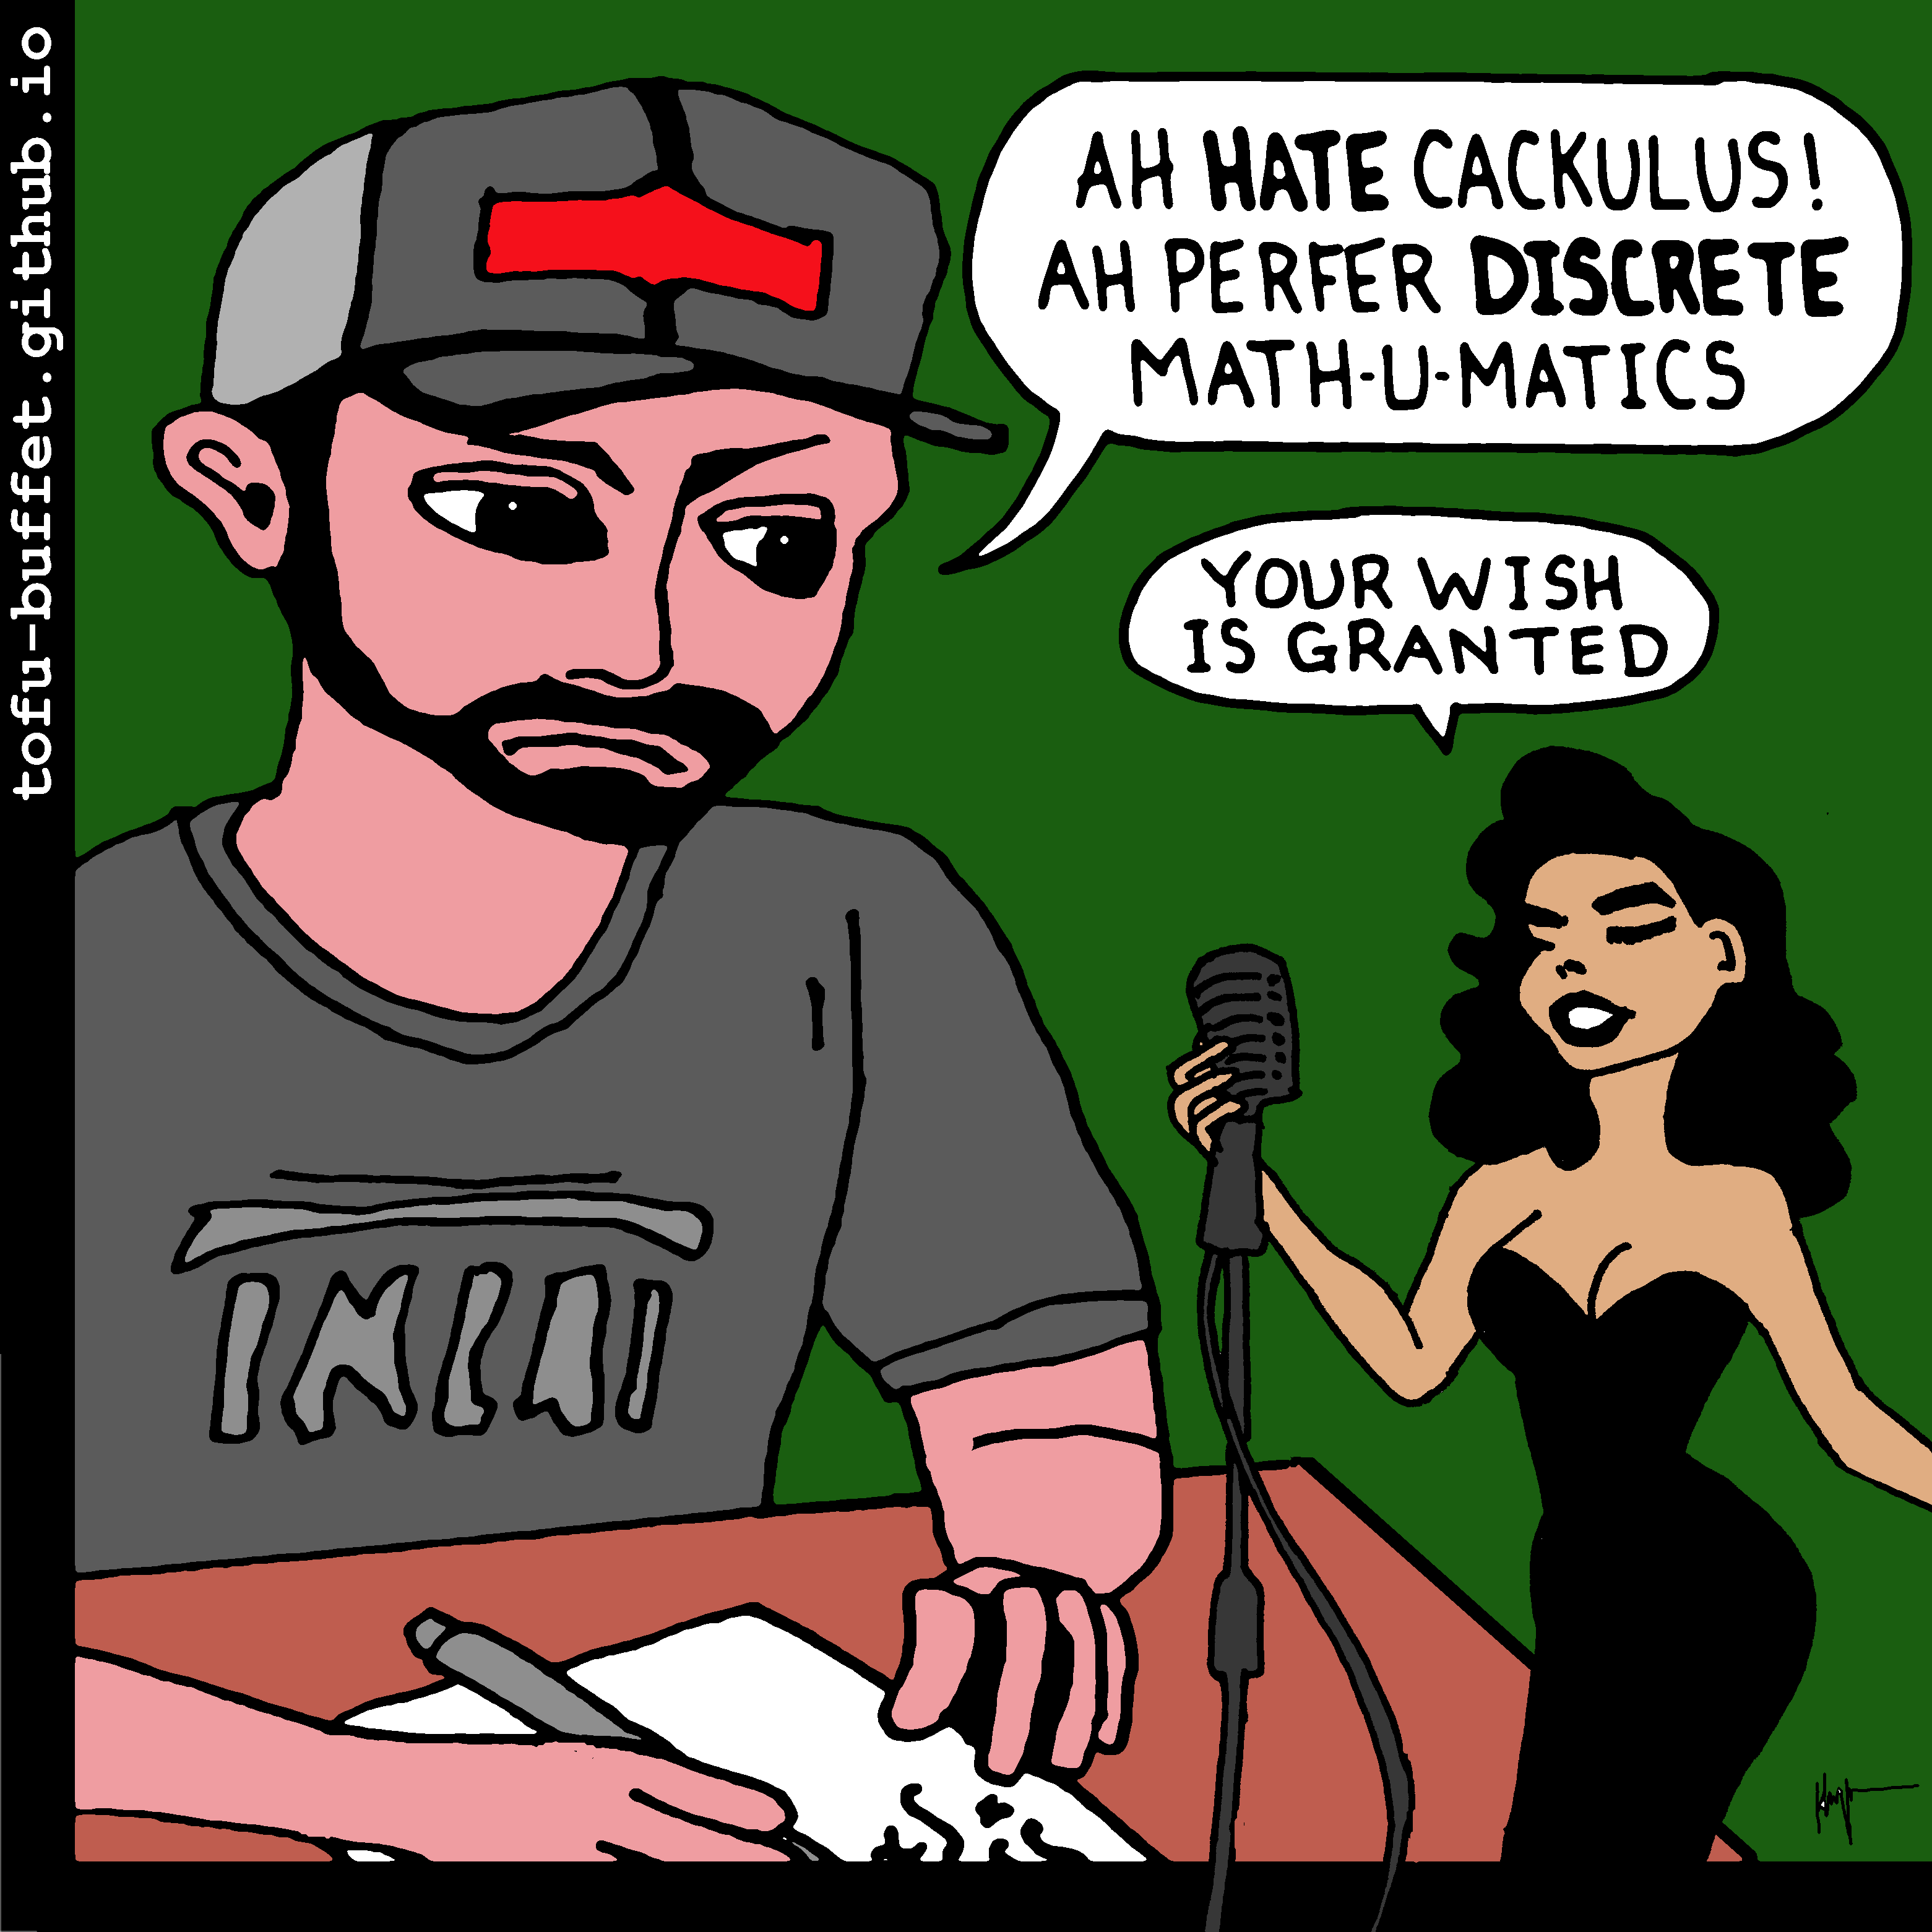 tofu-buffet.github.io
AH HATE CACKULUS!
AH PERFER DISCRETE
MATH-U-MATICS
YOUR WISH
IS GRANTED